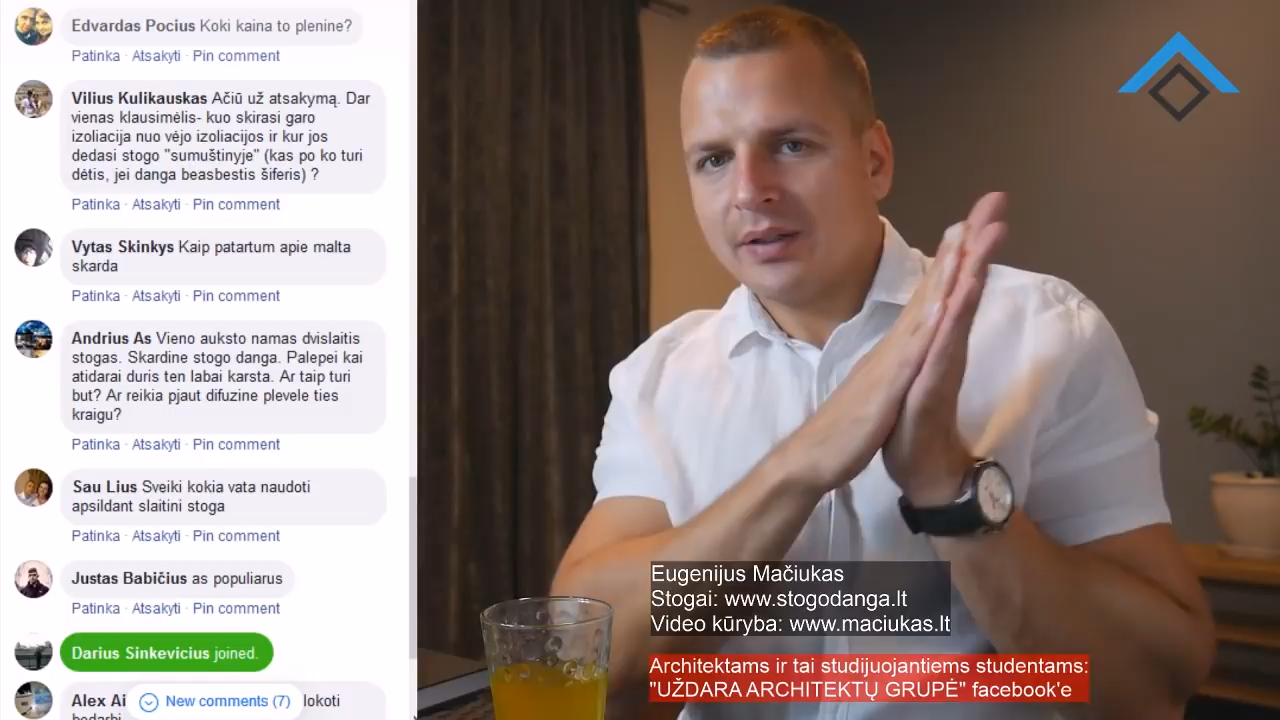 Edvardas Pocius Koki kaina to plenine?
Patinka · Atsakyti · Pin comment
Vilius Kulikauskas Ačiū už atsakymą. Dar
vienas klausimėlis- kuo skirasi garo
izoliacija nuo vėjo izoliacijos ir kur jos
dedasi stogo "sumuštinyje" (kas po ko turi
dėtis, jei danga beasbestis šiferis) ?
Patinka · Atsakyti · Pin comment
Vytas Skinkys Kaip patartum apie malta
skarda
Patinka · Atsakyti · Pin comment
Andrius As Vieno auksto namas dvislaitis
stogas. Skardine stogo danga. Palepei kai
atidarai duris ten labai karsta. Ar taip turi
but? Ar reikia pjaut difuzine plevele ties
kraigu?
Patinka · Atsakyti · Pin comment
Sau Lius Sveiki kokia vata naudoti
apsildant slaitini stoga
Patinka · Atsakyti · Pin comment
Justas Babičius as populiarus
Patinka · Atsakyti · Pin comment
Darius Sinkevicius joined.
Alex Ai
New comments (7)
lokoti
bedarbi
Eugenijus Mačiukas
Stogai: www.stogodanga.lt
Video kūryba: www.maciukas.lt
Architektams ir tai studijuojantiems studentams:
"UŽDARA ARCHITEKTŲ GRUPĖ" facebook'e